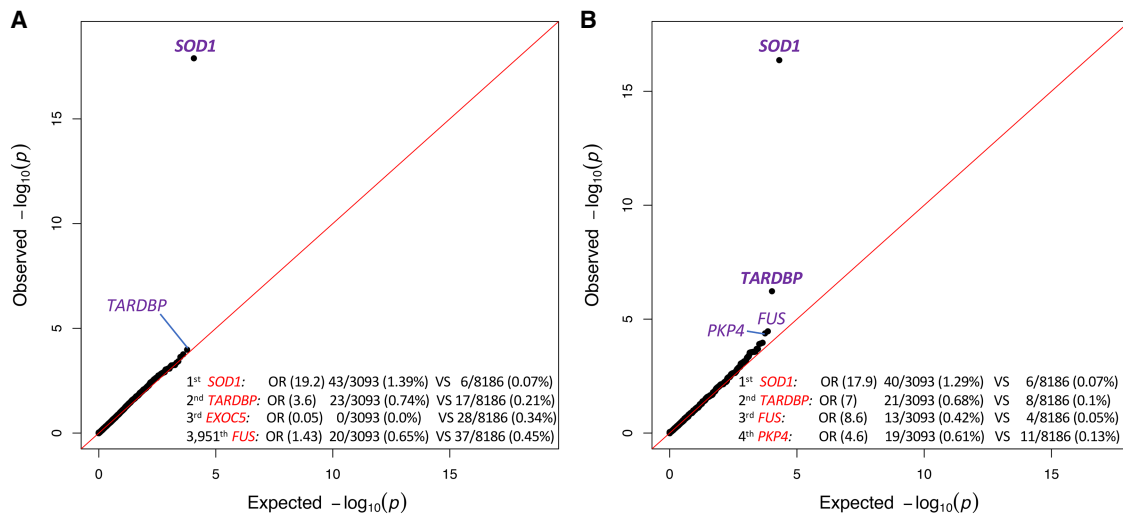 A
SOD1
15
10
5
0
Observed −log10(p)
TARDBP
1st SOD1: OR (19.2) 43/3093 (1.39%) VS 6/8186 (0.07%)
2nd TARDBP: OR (3.6) 23/3093 (0.74%) VS 17/8186 (0.21%)
3rd EXOC5: OR (0.05) 0/3093 (0.0%) VS 28/8186 (0.34%)
3,951th FUS: OR (1.43) 20/3093 (0.65%) VS 37/8186 (0.45%)
0 5 10 15
Expected −log10(p)
B
SOD1
15
10
5
0
Observed −log10(p)
TARDBP
FUS
PKP4
1st SOD1: OR (17.9) 40/3093 (1.29%) VS 6/8186 (0.07%)
2nd TARDBP: OR (7) 21/3093 (0.68%) VS 8/8186 (0.1%)
3rd FUS: OR (8.6) 13/3093 (0.42%) VS 4/8186 (0.05%)
4th PKP4: OR (4.6) 19/3093 (0.61%) VS 11/8186 (0.13%)
0 5 10 15
Expected −log10(p)